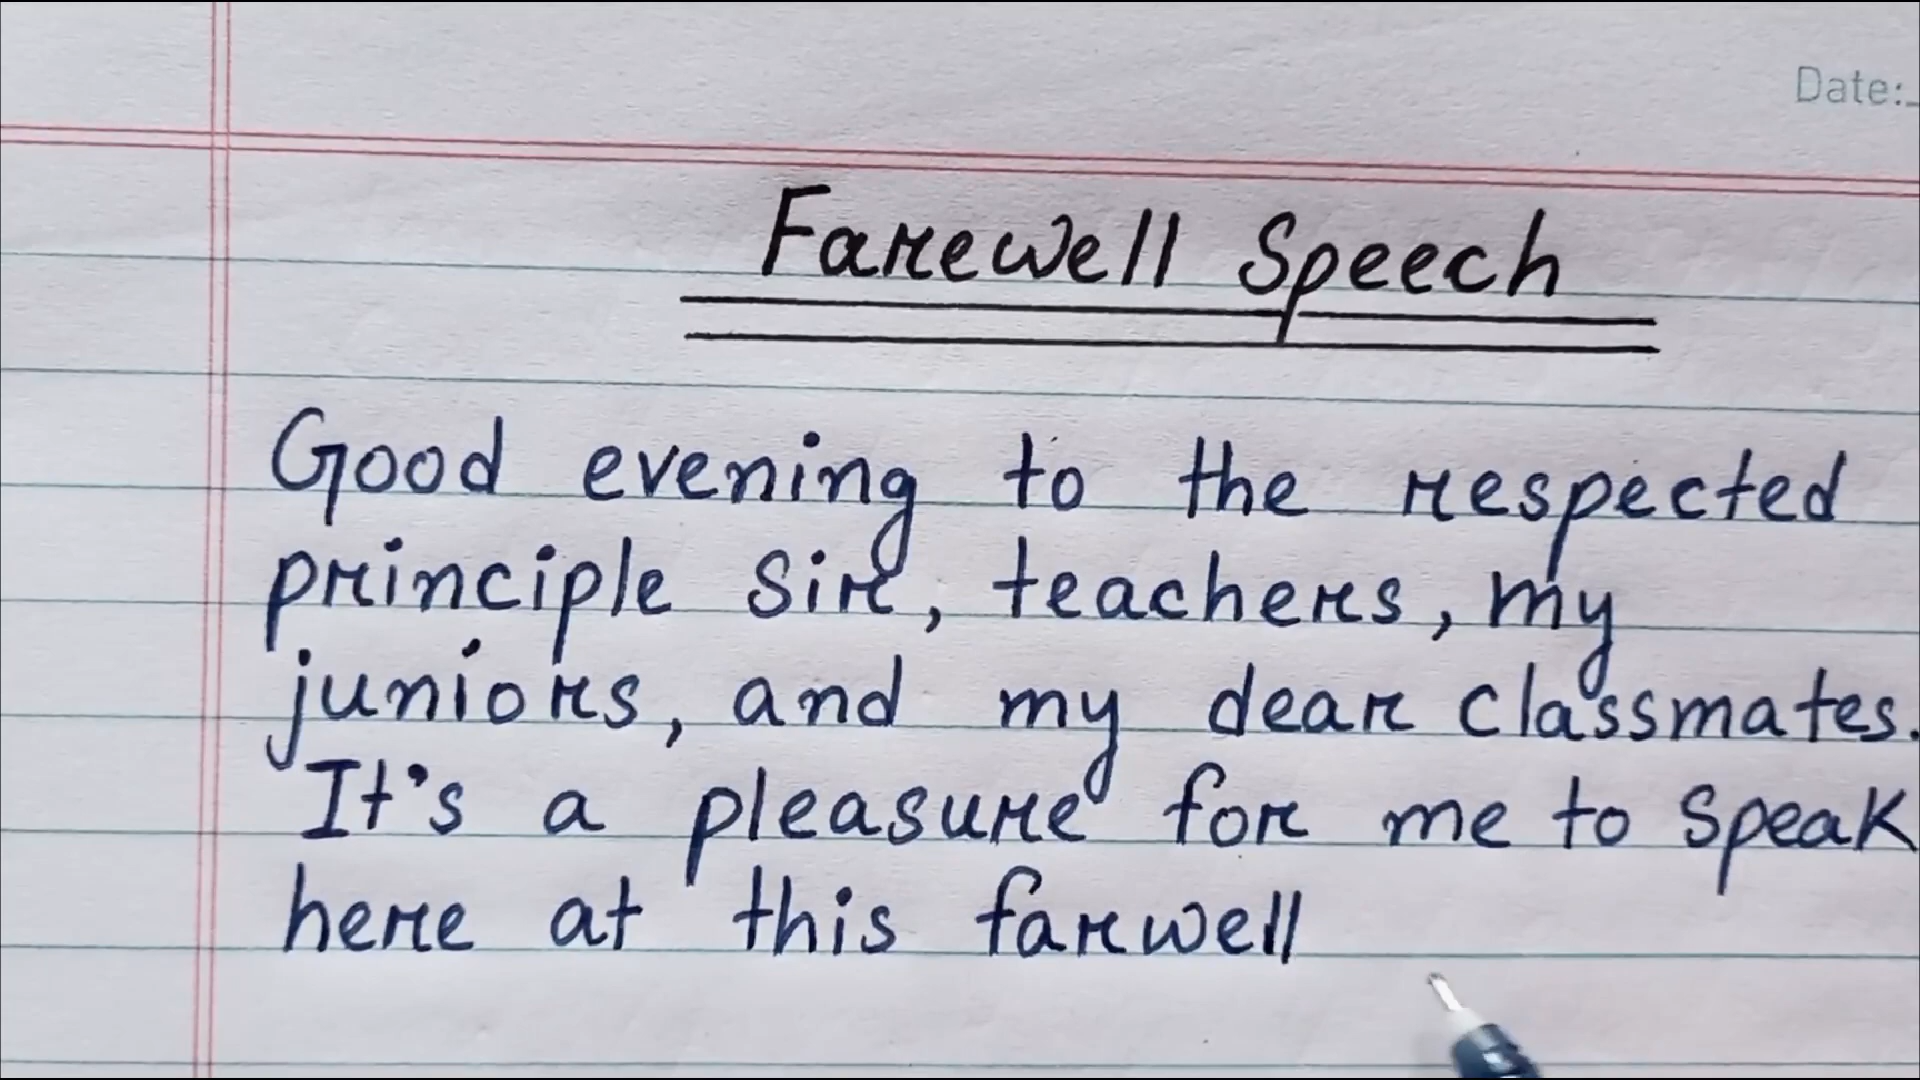 Date:
Farewell Speech
Good evening to the respected
principle Sir, teachers, my
juniors, and my dear classmates.
It's a pleasure for me to speak
here at this farwell